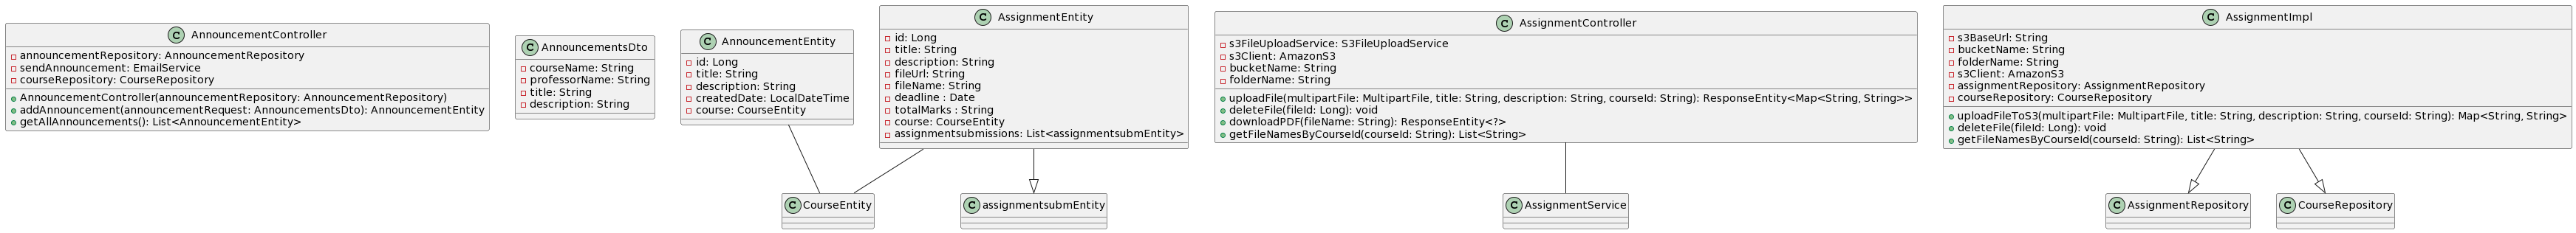 C AnnouncementController
announcementRepository: AnnouncementRepository
sendAnnouncement: EmailService
courseRepository: CourseRepository
AnnouncementController(announcementRepository: AnnouncementRepository)
addAnnouncement(announcementRequest: AnnouncementsDto): AnnouncementEntity
getAllAnnouncements(): List<AnnouncementEntity>
C AnnouncementsDto
courseName: String
professorName: String
title: String
description: String
C AnnouncementEntity
id: Long
title: String
description: String
createdDate: LocalDateTime
course: CourseEntity
C AssignmentEntity
id: Long
title: String
description: String
fileUrl: String
fileName: String
deadline : Date
totalMarks : String
course: CourseEntity
assignmentsubmissions: List<assignmentsubmEntity>
C AssignmentController
s3FileUploadService: S3FileUploadService
s3Client: AmazonS3
bucketName: String
folderName: String
uploadFile(multipartFile: MultipartFile, title: String, description: String, courseId: String): ResponseEntity<Map<String, String>>
deleteFile(fileId: Long): void
downloadPDF(fileName: String): ResponseEntity<?>
getFileNamesByCourseId(courseId: String): List<String>
C AssignmentImpl
s3BaseUrl: String
bucketName: String
folderName: String
s3Client: AmazonS3
assignmentRepository: AssignmentRepository
courseRepository: CourseRepository
uploadFileToS3(multipartFile: MultipartFile, title: String, description: String, courseId: String): Map<String, String>
deleteFile(fileId: Long): void
getFileNamesByCourseId(courseId: String): List<String>
C CourseEntity
C assignmentsubmEntity
C AssignmentService
C AssignmentRepository
C CourseRepository